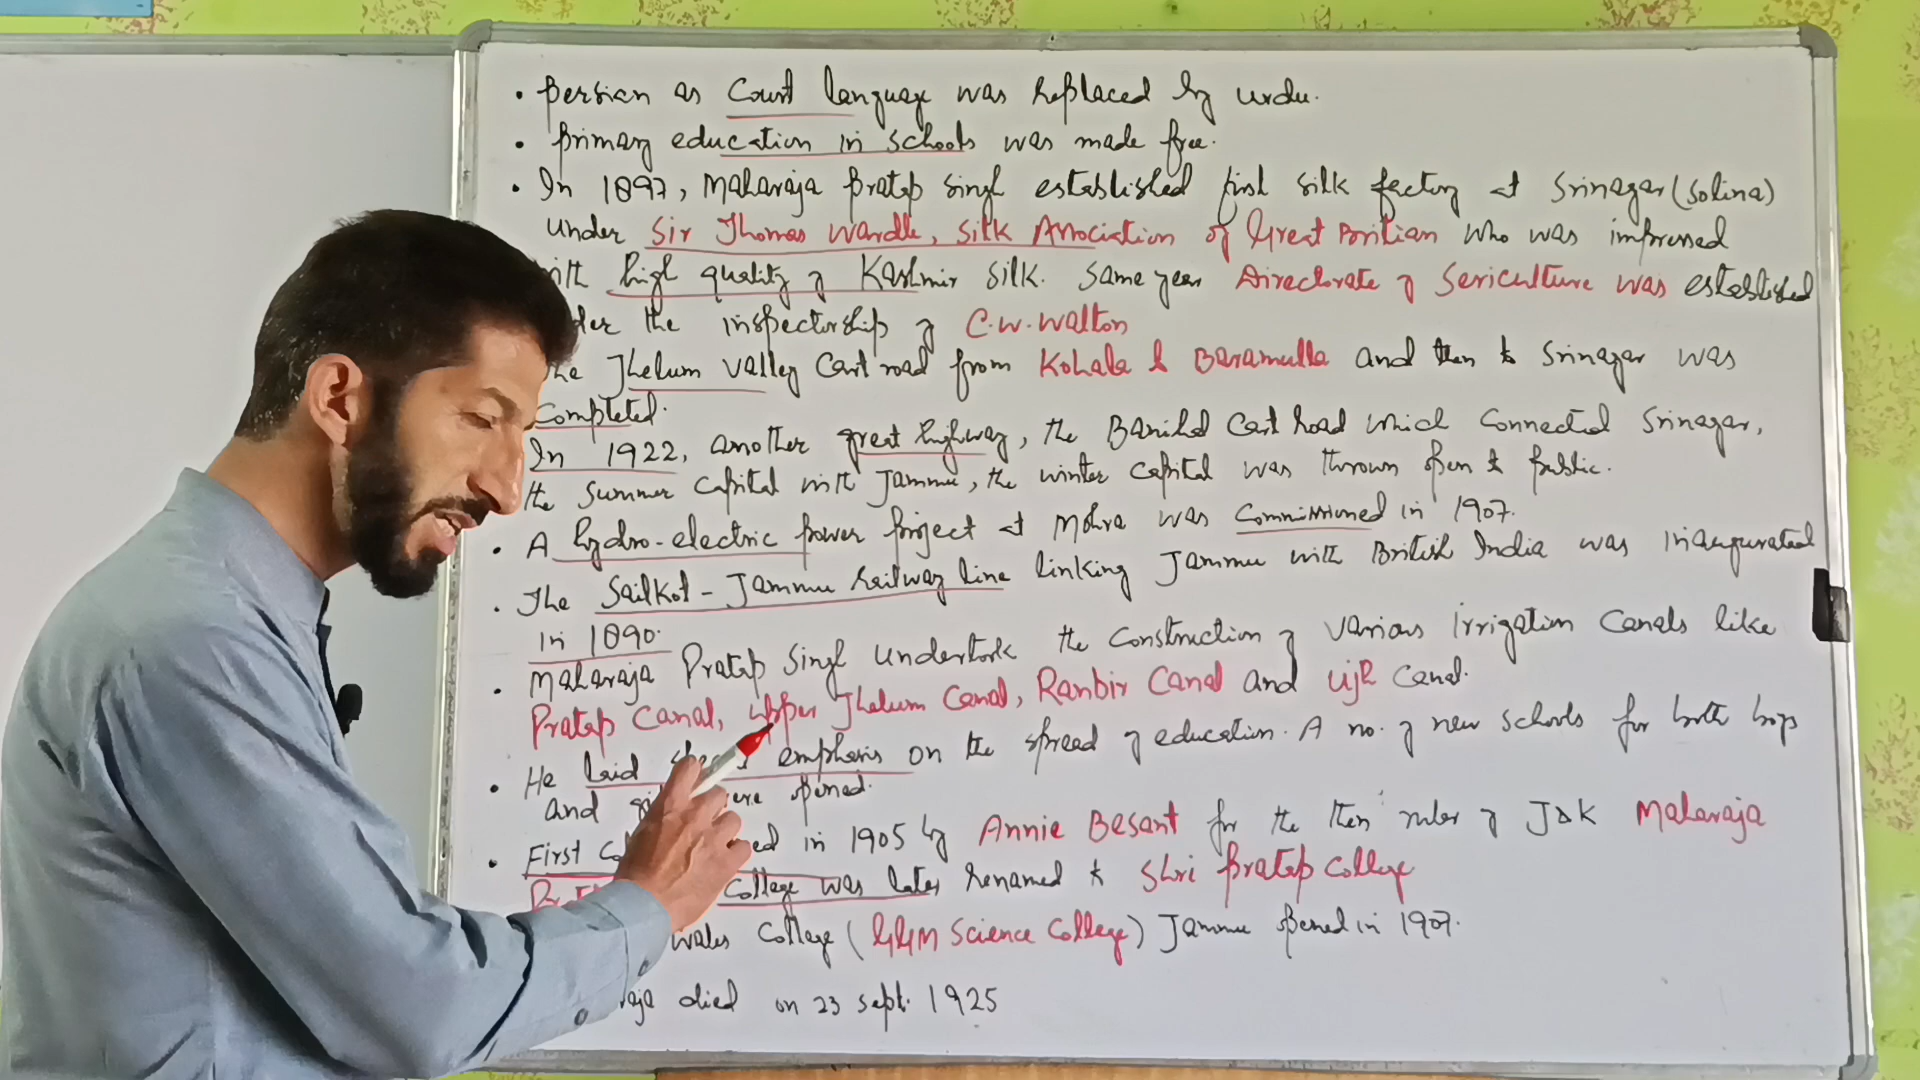 • Persian as Court language was replaced by urdu.
• primary education in schools was made free.
• In 1897, Maharaja Pratap Singh established first silk factory at Srinagar (Solina)
under Sir Thomas Wardle, Silk Association of Great Britian who was impressed
high quality of Kashmir silk. Same year Directorate of Sericulture was established
the inspectorship of C.W. Walton
Jhelum valley Cart road from Kohala to Baramulla and then to Srinagar was
Completed.
In 1922, another great highway, the Banihal Cart Road which Connected Srinagar,
the summer capital with Jammu, the winter capital was thrown open to public.
• A hydro-electric power project at Mohra was Commissioned in 1907.
• The Sailkot - Jammu Railway line linking Jammu with British India was inaugurated
in 1890.
• Maharaja Pratap Singh undertook the Construction of various irrigation Canals like
Pratap Canal, upper Jhelum Canal, Ranbir Canal and Ujh Canal.
• He laid emphasis on the spread of education. A no. of new schools for both boys
and opened.
• First in 1905 by Annie Besant for the then ruler of J&K Maharaja
College was later renamed to Shri Pratap College
Wales College (GGM Science College) Jammu opened in 1907.
died on 23 sept. 1925